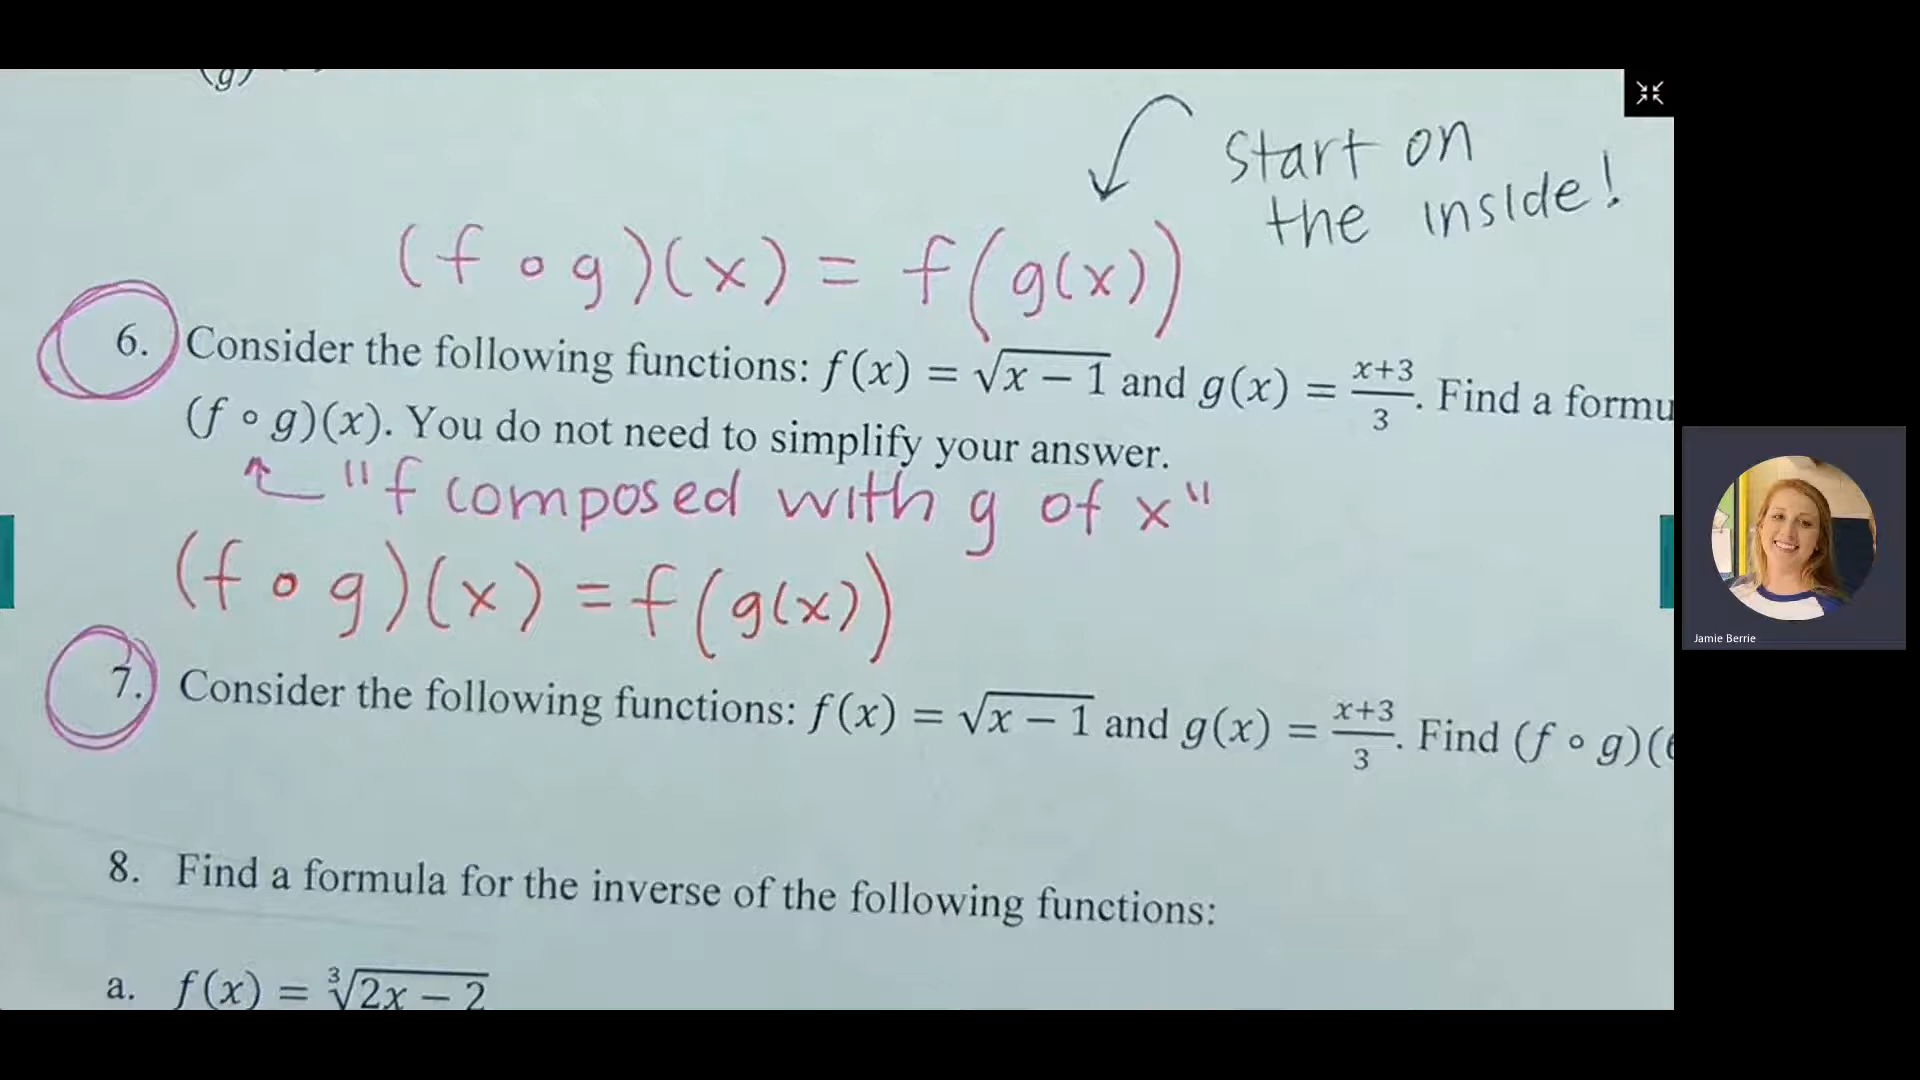 (g)
start on
the inside!
(f ∘ g)(x) = f(g(x))
6. Consider the following functions: f(x) = √(x − 1) and g(x) = (x+3)/3. Find a formu
(f ∘ g)(x). You do not need to simplify your answer.
"f composed with g of x"
(f ∘ g)(x) = f(g(x))
7. Consider the following functions: f(x) = √(x − 1) and g(x) = (x+3)/3. Find (f ∘ g)(
Jamie Berrie
8. Find a formula for the inverse of the following functions:
a. f(x) = ∛(2x − 2)